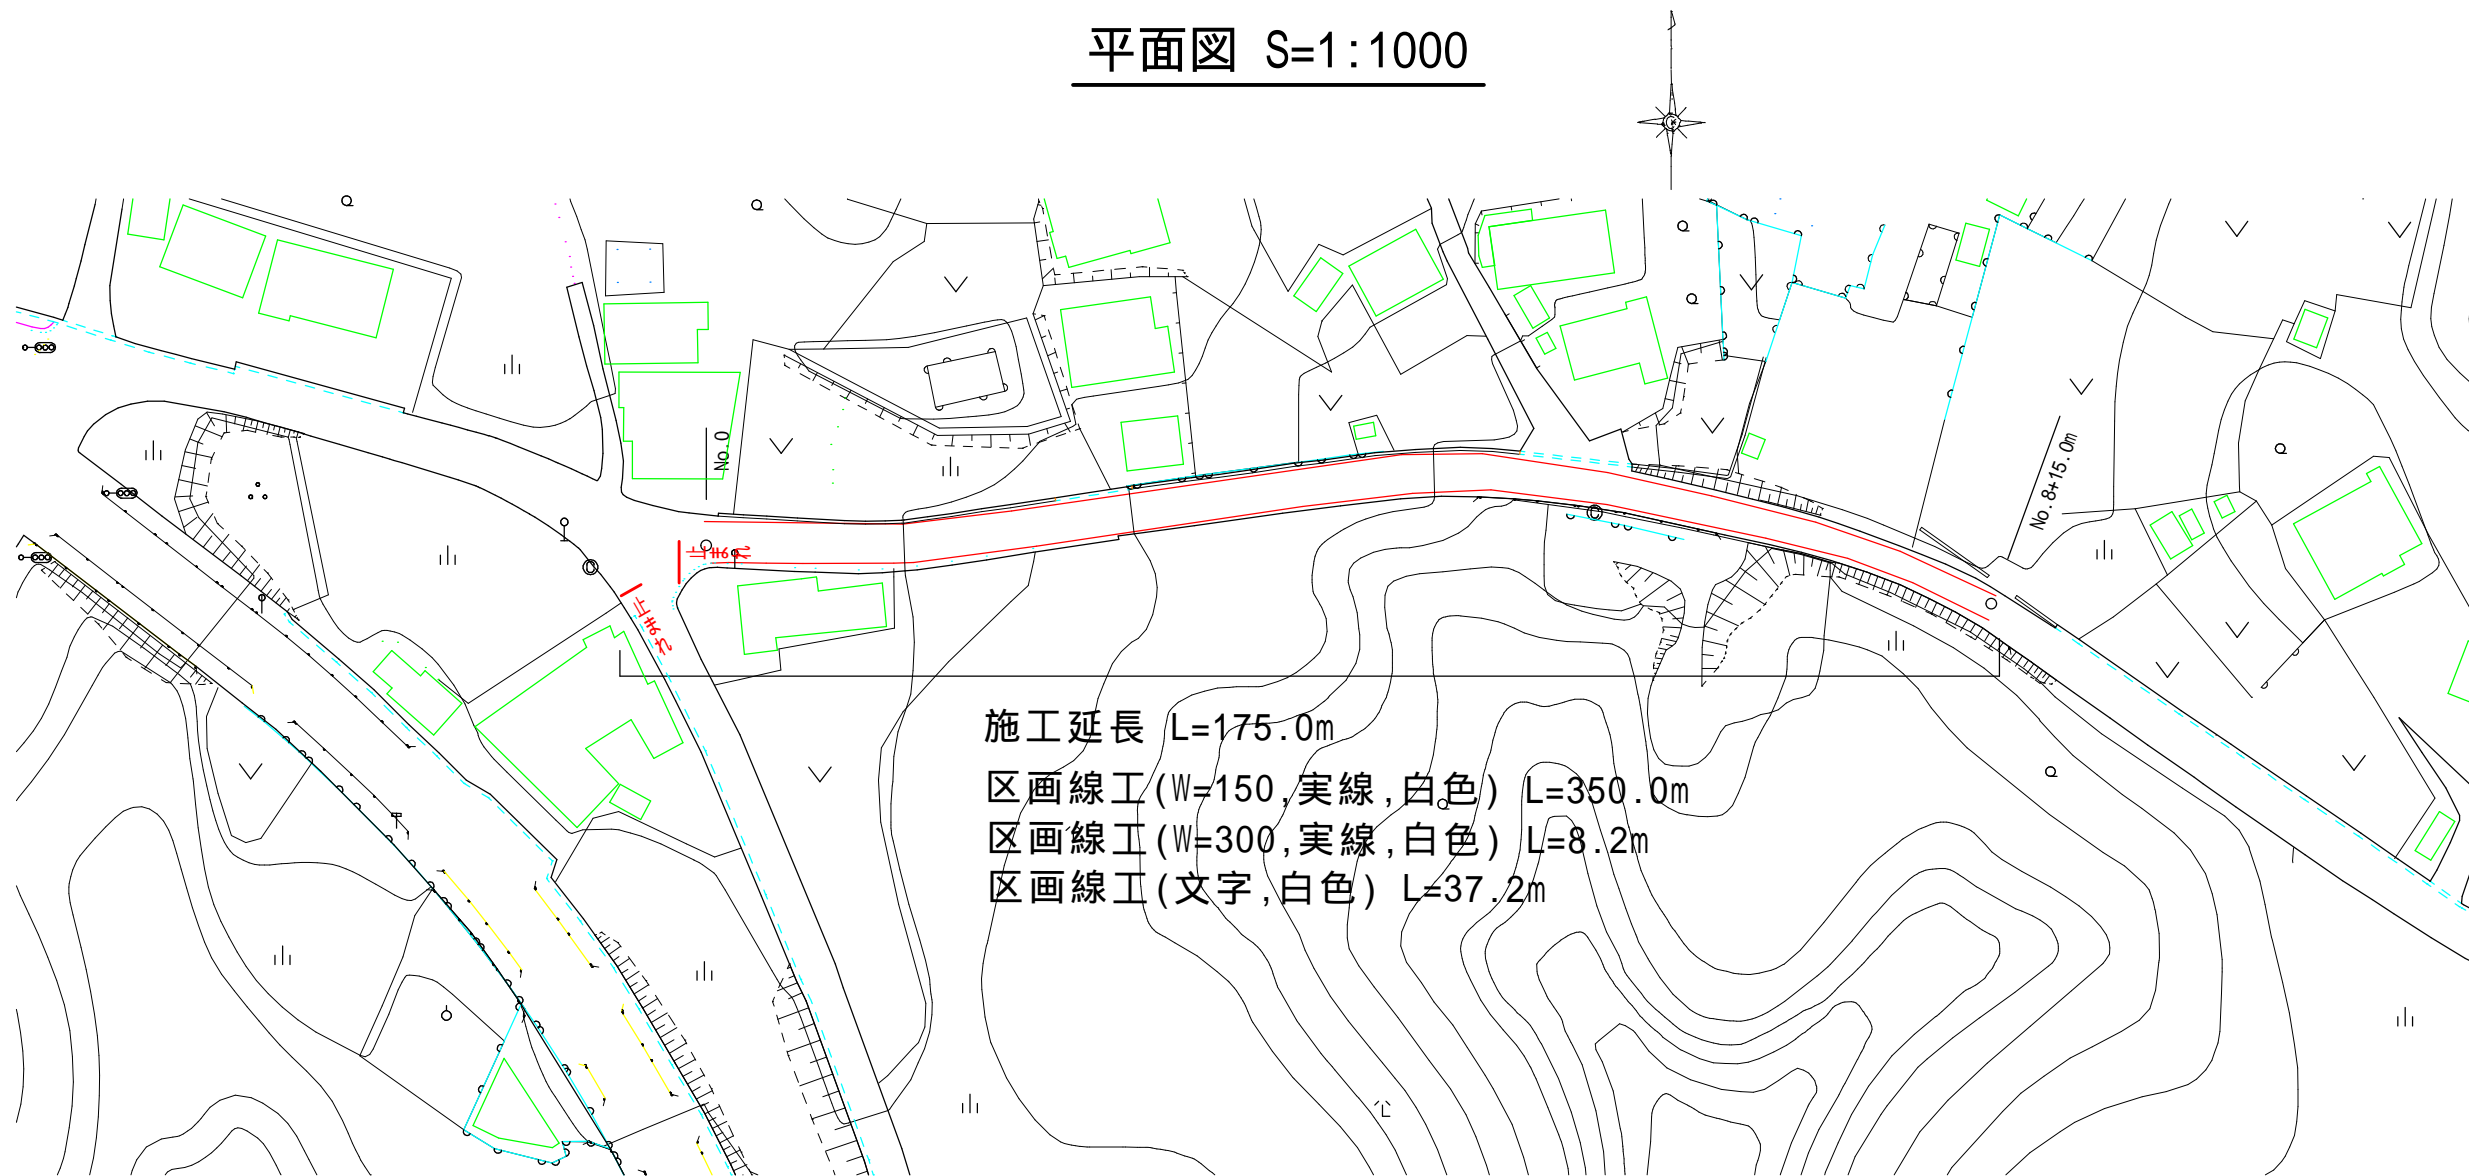 平面図 S=1:1000
No.0
No.8+15.0m
止まれ
止まれ
施工延長 L=175.0m
区画線工(W=150,実線,白色) L=350.0m
区画線工(W=300,実線,白色) L=8.2m
区画線工(文字,白色) L=37.2m